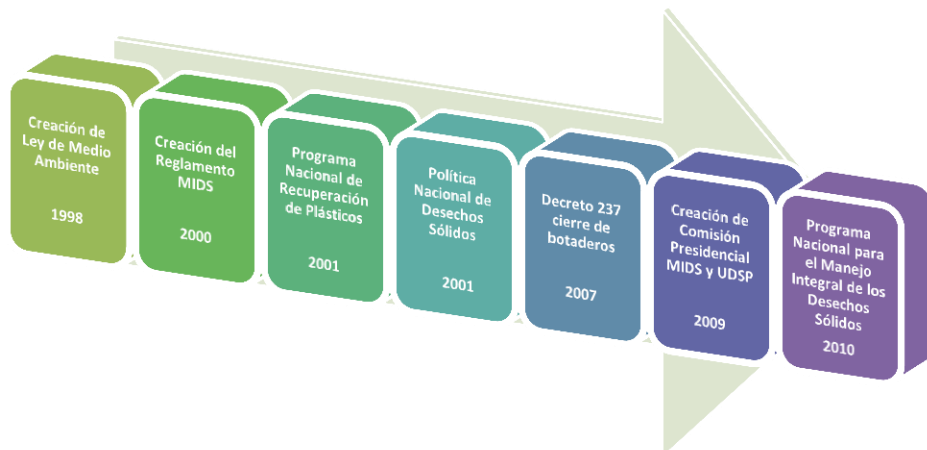 Creación de
Ley de Medio
Ambiente
1998
Creación del
Reglamento
MIDS
2000
Programa
Nacional de
Recuperación
de Plásticos
2001
Política
Nacional de
Desechos
Sólidos
2001
Decreto 237
cierre de
botaderos
2007
Creación de
Comisión
Presidencial
MIDS y UDSP
2009
Programa
Nacional para
el Manejo
Integral de los
Desechos
Sólidos
2010